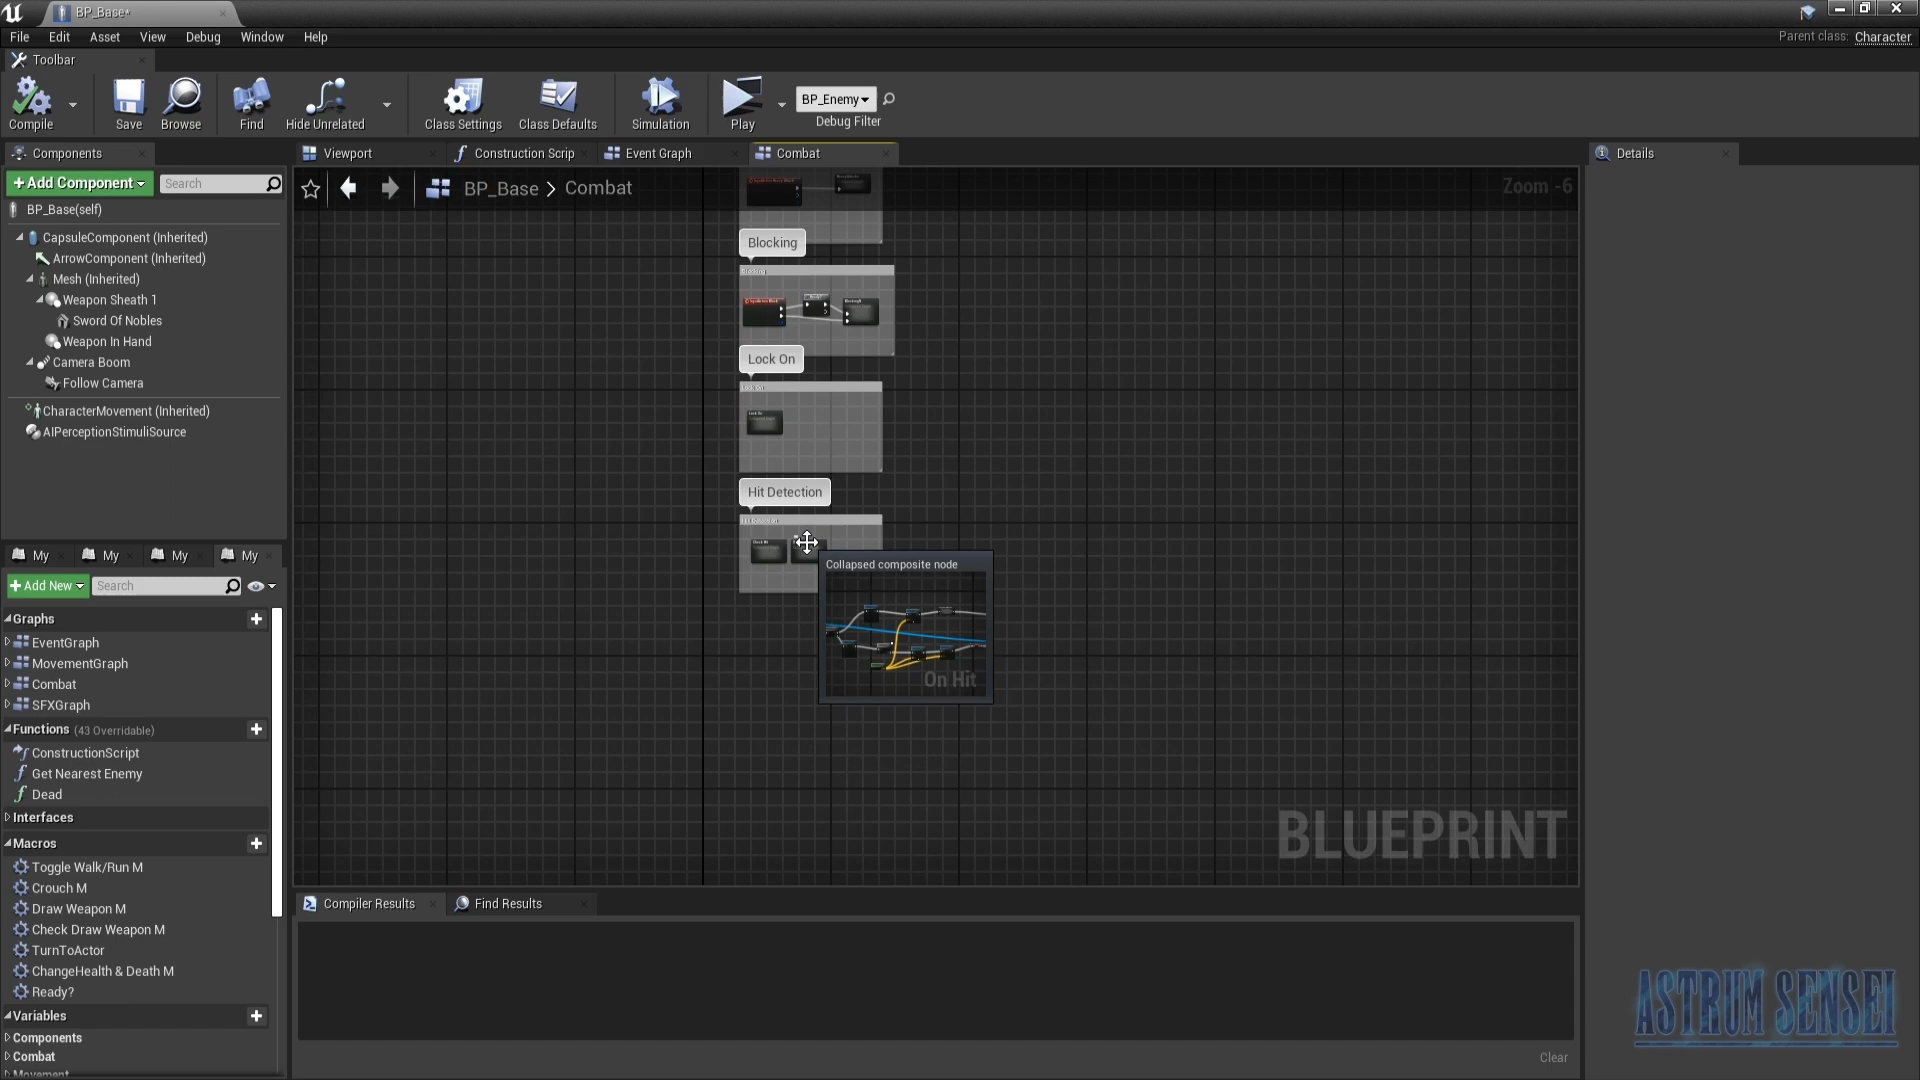 BP_Base*
File Edit Asset View Debug Window Help
Parent class: Character
Toolbar
Compile Save Browse Find Hide Unrelated Class Settings Class Defaults Simulation Play BP_Enemy Debug Filter
Components
Viewport Construction Scrip Event Graph Combat
Details
+Add Component Search
BP_Base > Combat
Zoom -6
BP_Base(self)
CapsuleComponent (Inherited)
ArrowComponent (Inherited)
Mesh (Inherited)
Weapon Sheath 1
Sword Of Nobles
Weapon In Hand
Camera Boom
Follow Camera
CharacterMovement (Inherited)
AIPerceptionStimuliSource
Blocking
Lock On
Lock On
Lock On
Hit Detection
Collapsed composite node
On Hit
My My My My
+Add New Search
Graphs
EventGraph
MovementGraph
Combat
SFXGraph
Functions (43 Overridable)
ConstructionScript
Get Nearest Enemy
Dead
Interfaces
Macros
Toggle Walk/Run M
Crouch M
Draw Weapon M
Check Draw Weapon M
TurnToActor
ChangeHealth & Death M
Ready?
Variables
Components
Combat
Movement
BLUEPRINT
Compiler Results Find Results
Clear
ASTRUM SENSEI